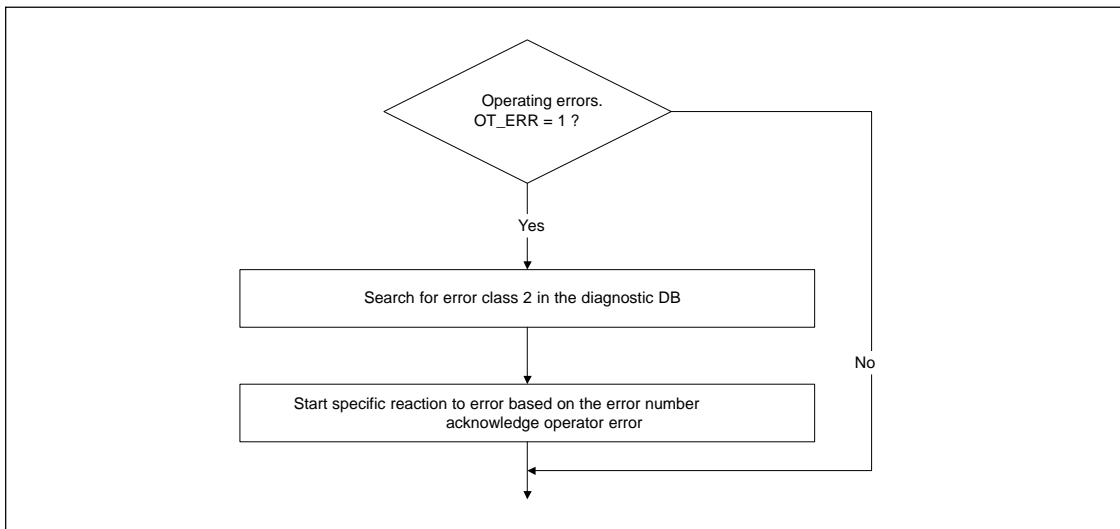 Operating errors.
OT_ERR = 1 ?
Yes
Search for error class 2 in the diagnostic DB
No
Start specific reaction to error based on the error number
acknowledge operator error